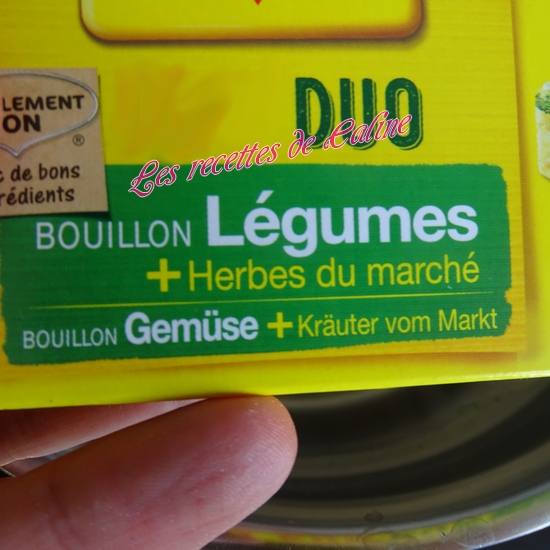 LEMENT
ON
®
c de bons
rédients
DUO
Les recettes de Caline
BOUILLON Légumes
+ Herbes du marché
BOUILLON Gemüse + Kräuter vom Markt